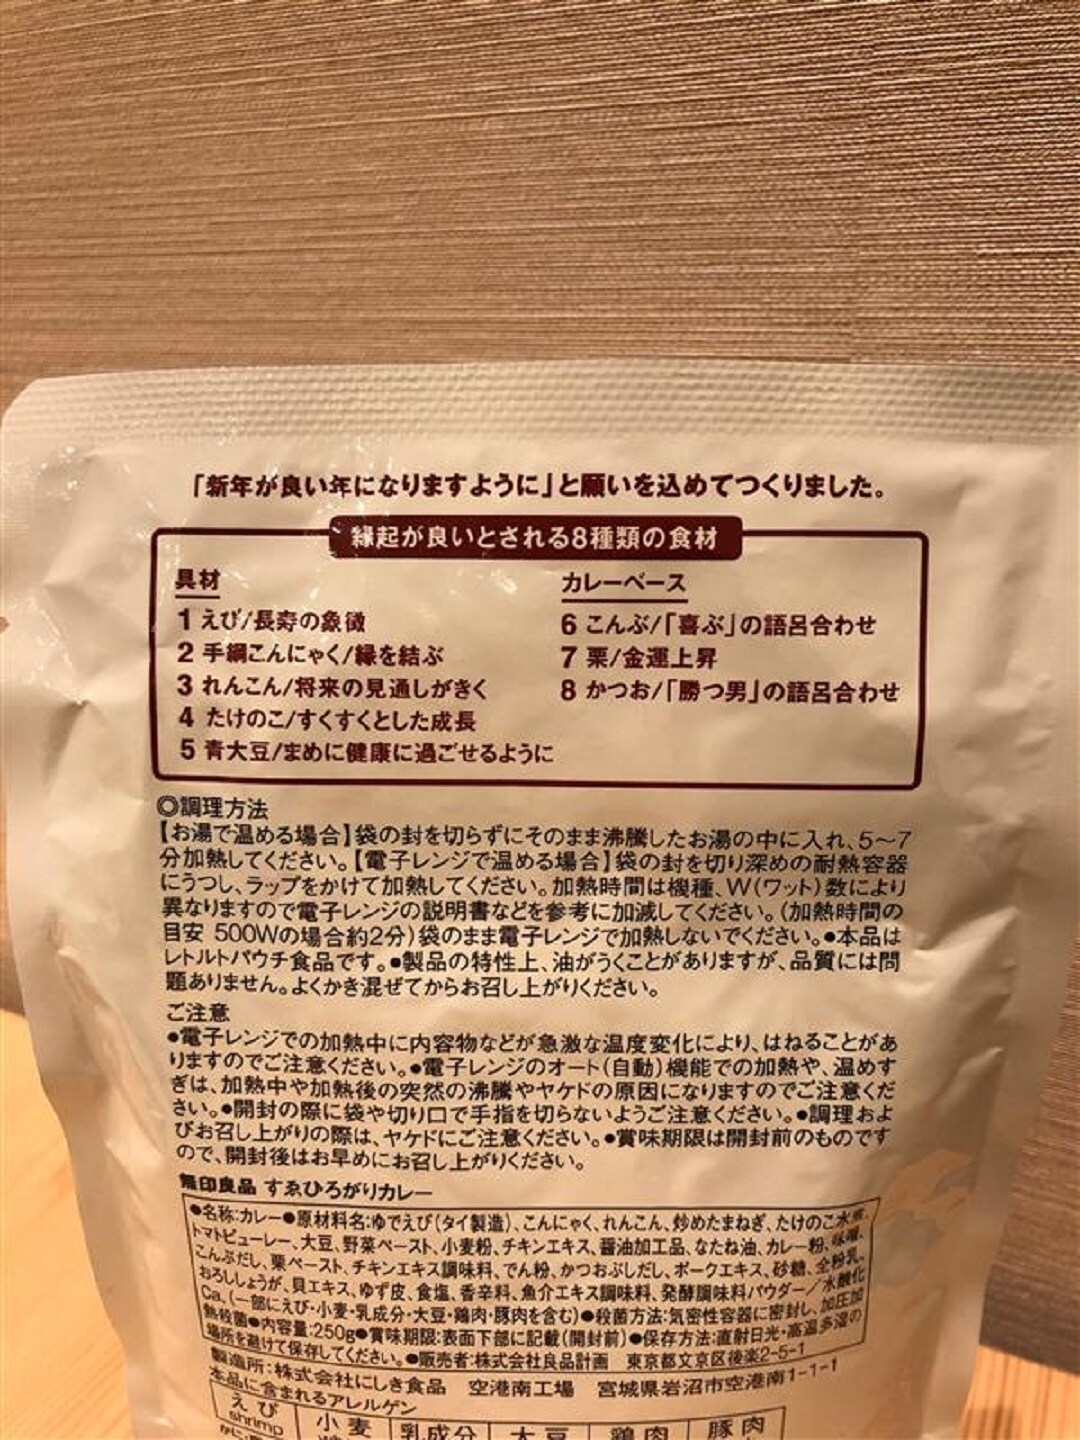 「新年が良い年になりますように」と願いを込めてつくりました。
縁起が良いとされる8種類の食材
具材
1 えび/長寿の象徴
2 手綱こんにゃく/縁を結ぶ
3 れんこん/将来の見通しがきく
4 たけのこ/すくすくとした成長
5 青大豆/まめに健康に過ごせるように
カレーベース
6 こんぶ/「喜ぶ」の語呂合わせ
7 栗/金運上昇
8 かつお/「勝つ男」の語呂合わせ
◎調理方法
【お湯で温める場合】袋の封を切らずにそのまま沸騰したお湯の中に入れ、5〜7
分加熱してください。【電子レンジで温める場合】袋の封を切り深めの耐熱容器
にうつし、ラップをかけて加熱してください。加熱時間は機種、W(ワット)数により
異なりますので電子レンジの説明書などを参考に加減してください。(加熱時間の
目安 500Wの場合約2分)袋のまま電子レンジで加熱しないでください。●本品は
レトルトパウチ食品です。●製品の特性上、油がうくことがありますが、品質には問
題ありません。よくかき混ぜてからお召し上がりください。
ご注意
●電子レンジでの加熱中に内容物などが急激な温度変化により、はねることがあ
りますのでご注意ください。●電子レンジのオート(自動)機能での加熱や、温めす
ぎは、加熱中や加熱後の突然の沸騰やヤケドの原因になりますのでご注意くだ
さい。●開封の際に袋や切り口で手指を切らないようご注意ください。●調理およ
びお召し上がりの際は、ヤケドにご注意ください。●賞味期限は開封前のものです
ので、開封後はお早めにお召し上がりください。
無印良品 すゑひろがりカレー
●名称:カレー●原材料名:ゆでえび(タイ製造)、こんにゃく、れんこん、炒めたまねぎ、たけのこ水煮、
トマトピューレー、大豆、野菜ペースト、小麦粉、チキンエキス、醤油加工品、なたね油、カレー粉、味噌、
こんぶだし、栗ペースト、チキンエキス調味料、でん粉、かつおぶしだし、ポークエキス、砂糖、全粉乳、
おろししょうが、貝エキス、ゆず皮、食塩、香辛料、魚介エキス調味料、発酵調味料パウダー/水酸化
Ca、(一部にえび・小麦・乳成分・大豆・鶏肉・豚肉を含む)●殺菌方法:気密性容器に密封し、加圧加
熱殺菌●内容量:250g●賞味期限:表面下部に記載(開封前)●保存方法:直射日光・高温多湿の
場所を避けて保存してください。●販売者:株式会社良品計画 東京都文京区後楽2-5-1
製造所:株式会社にしき食品 空港南工場 宮城県岩沼市空港南1-1-1
本品に含まれるアレルゲン
えび 小麦 乳成分 大豆 鶏肉 豚肉
shrimp